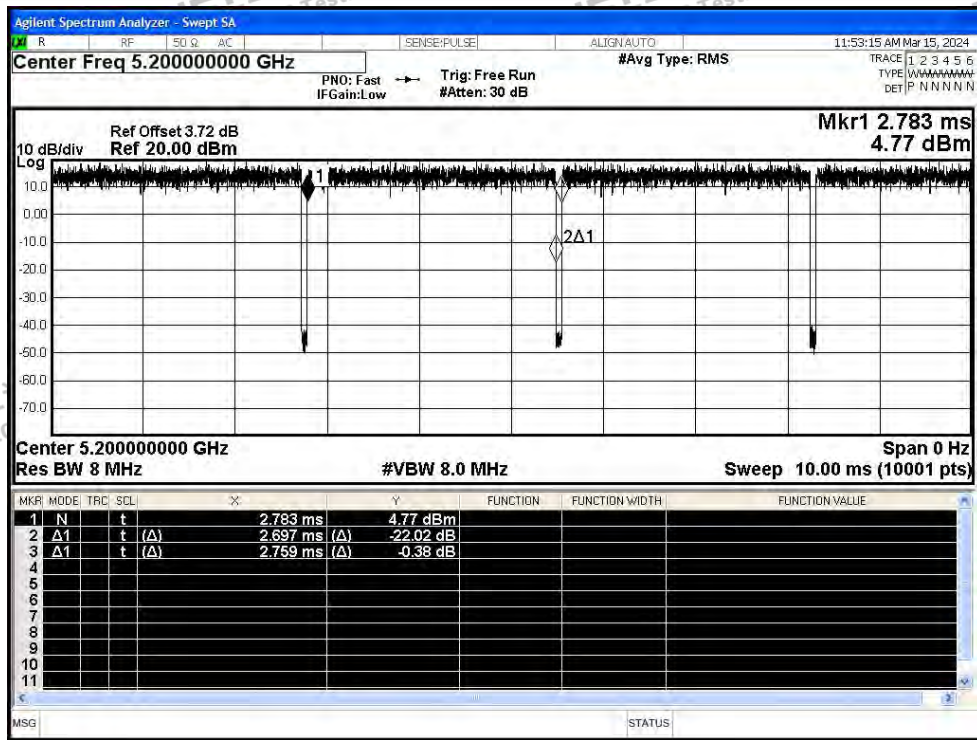 Agilent Spectrum Analyzer - Swept SA
LXI R RF 50 Ω AC SENSE:PULSE ALIGN AUTO 11:53:15 AM Mar 15, 2024
Center Freq 5.200000000 GHz #Avg Type: RMS TRACE 1 2 3 4 5 6
PNO: Fast Trig: Free Run TYPE WWWWWW
IFGain:Low #Atten: 30 dB DET P N N N N N
Mkr1 2.783 ms
4.77 dBm
Ref Offset 3.72 dB
10 dB/div Ref 20.00 dBm
Log
1
10.0
0.00
2Δ1
-10.0
-20.0
-30.0
-40.0
-50.0
-60.0
-70.0
Center 5.200000000 GHz Span 0 Hz
Res BW 8 MHz #VBW 8.0 MHz Sweep 10.00 ms (10001 pts)
MKR MODE TRC SCL X Y FUNCTION FUNCTION WIDTH FUNCTION VALUE
1 N t 2.783 ms 4.77 dBm
2 Δ1 t (Δ) 2.697 ms (Δ) -22.02 dB
3 Δ1 t (Δ) 2.759 ms (Δ) -0.38 dB
4
5
6
7
8
9
10
11
MSG STATUS